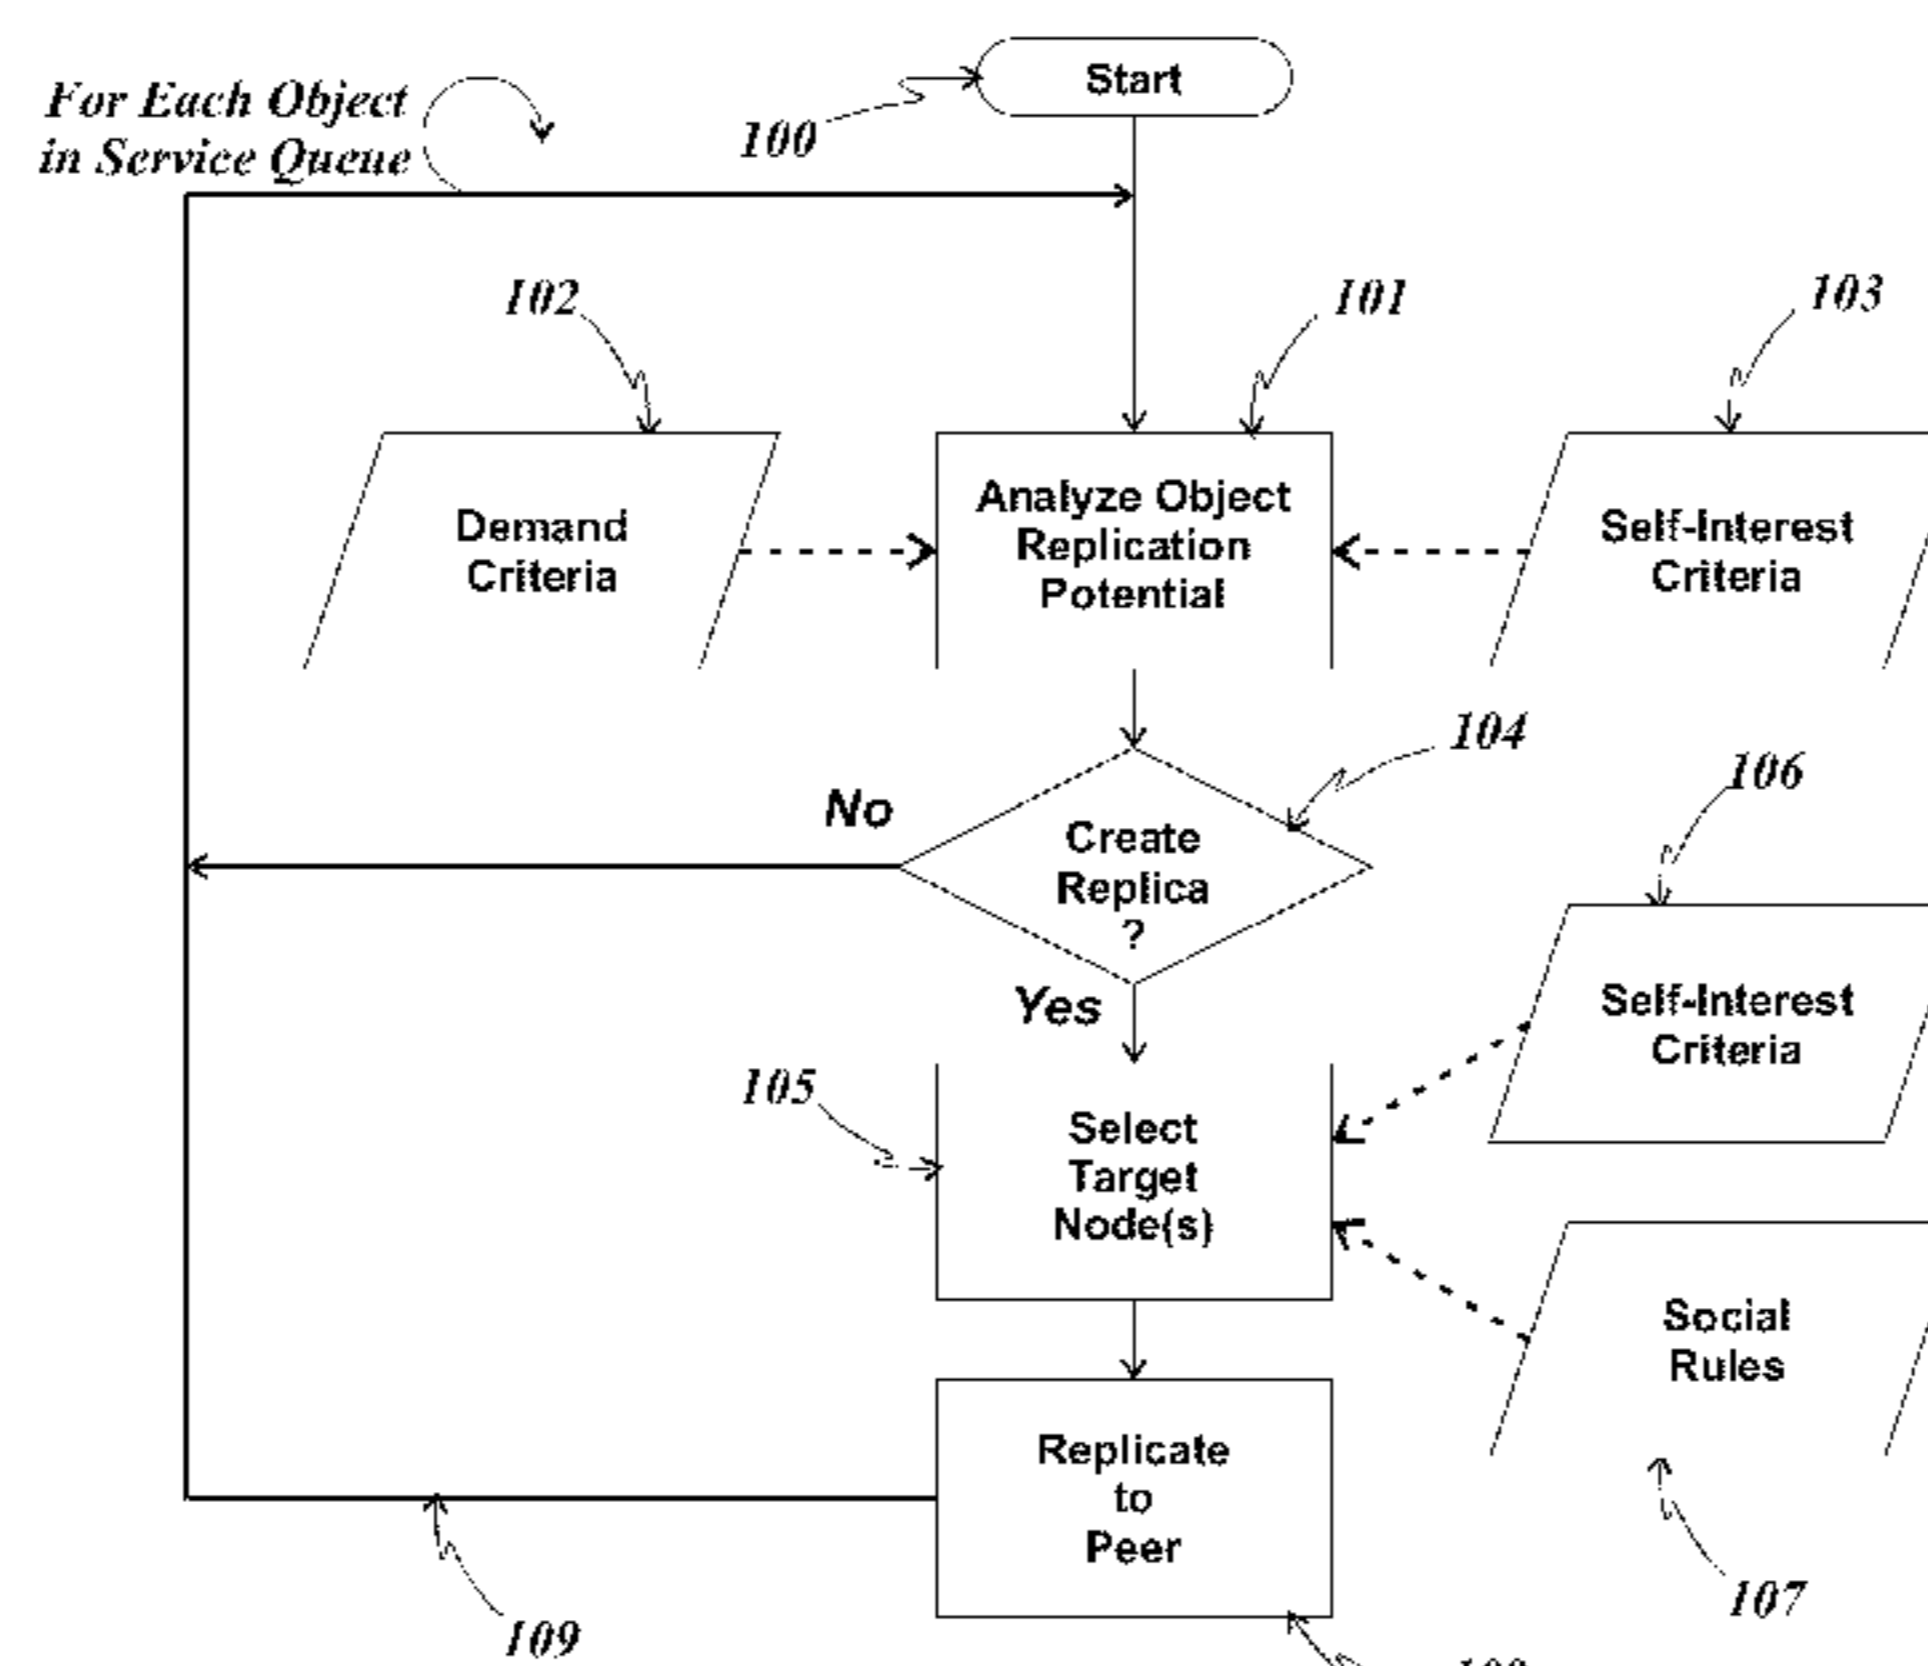 Start
For Each Object
in Service Queue
100
102
101
103
Demand
Criteria
Analyze Object
Replication
Potential
Self-Interest
Criteria
104
106
No
Create
Replica
?
Yes
Self-Interest
Criteria
105
Select
Target
Node(s)
Social
Rules
Replicate
to
Peer
107
109